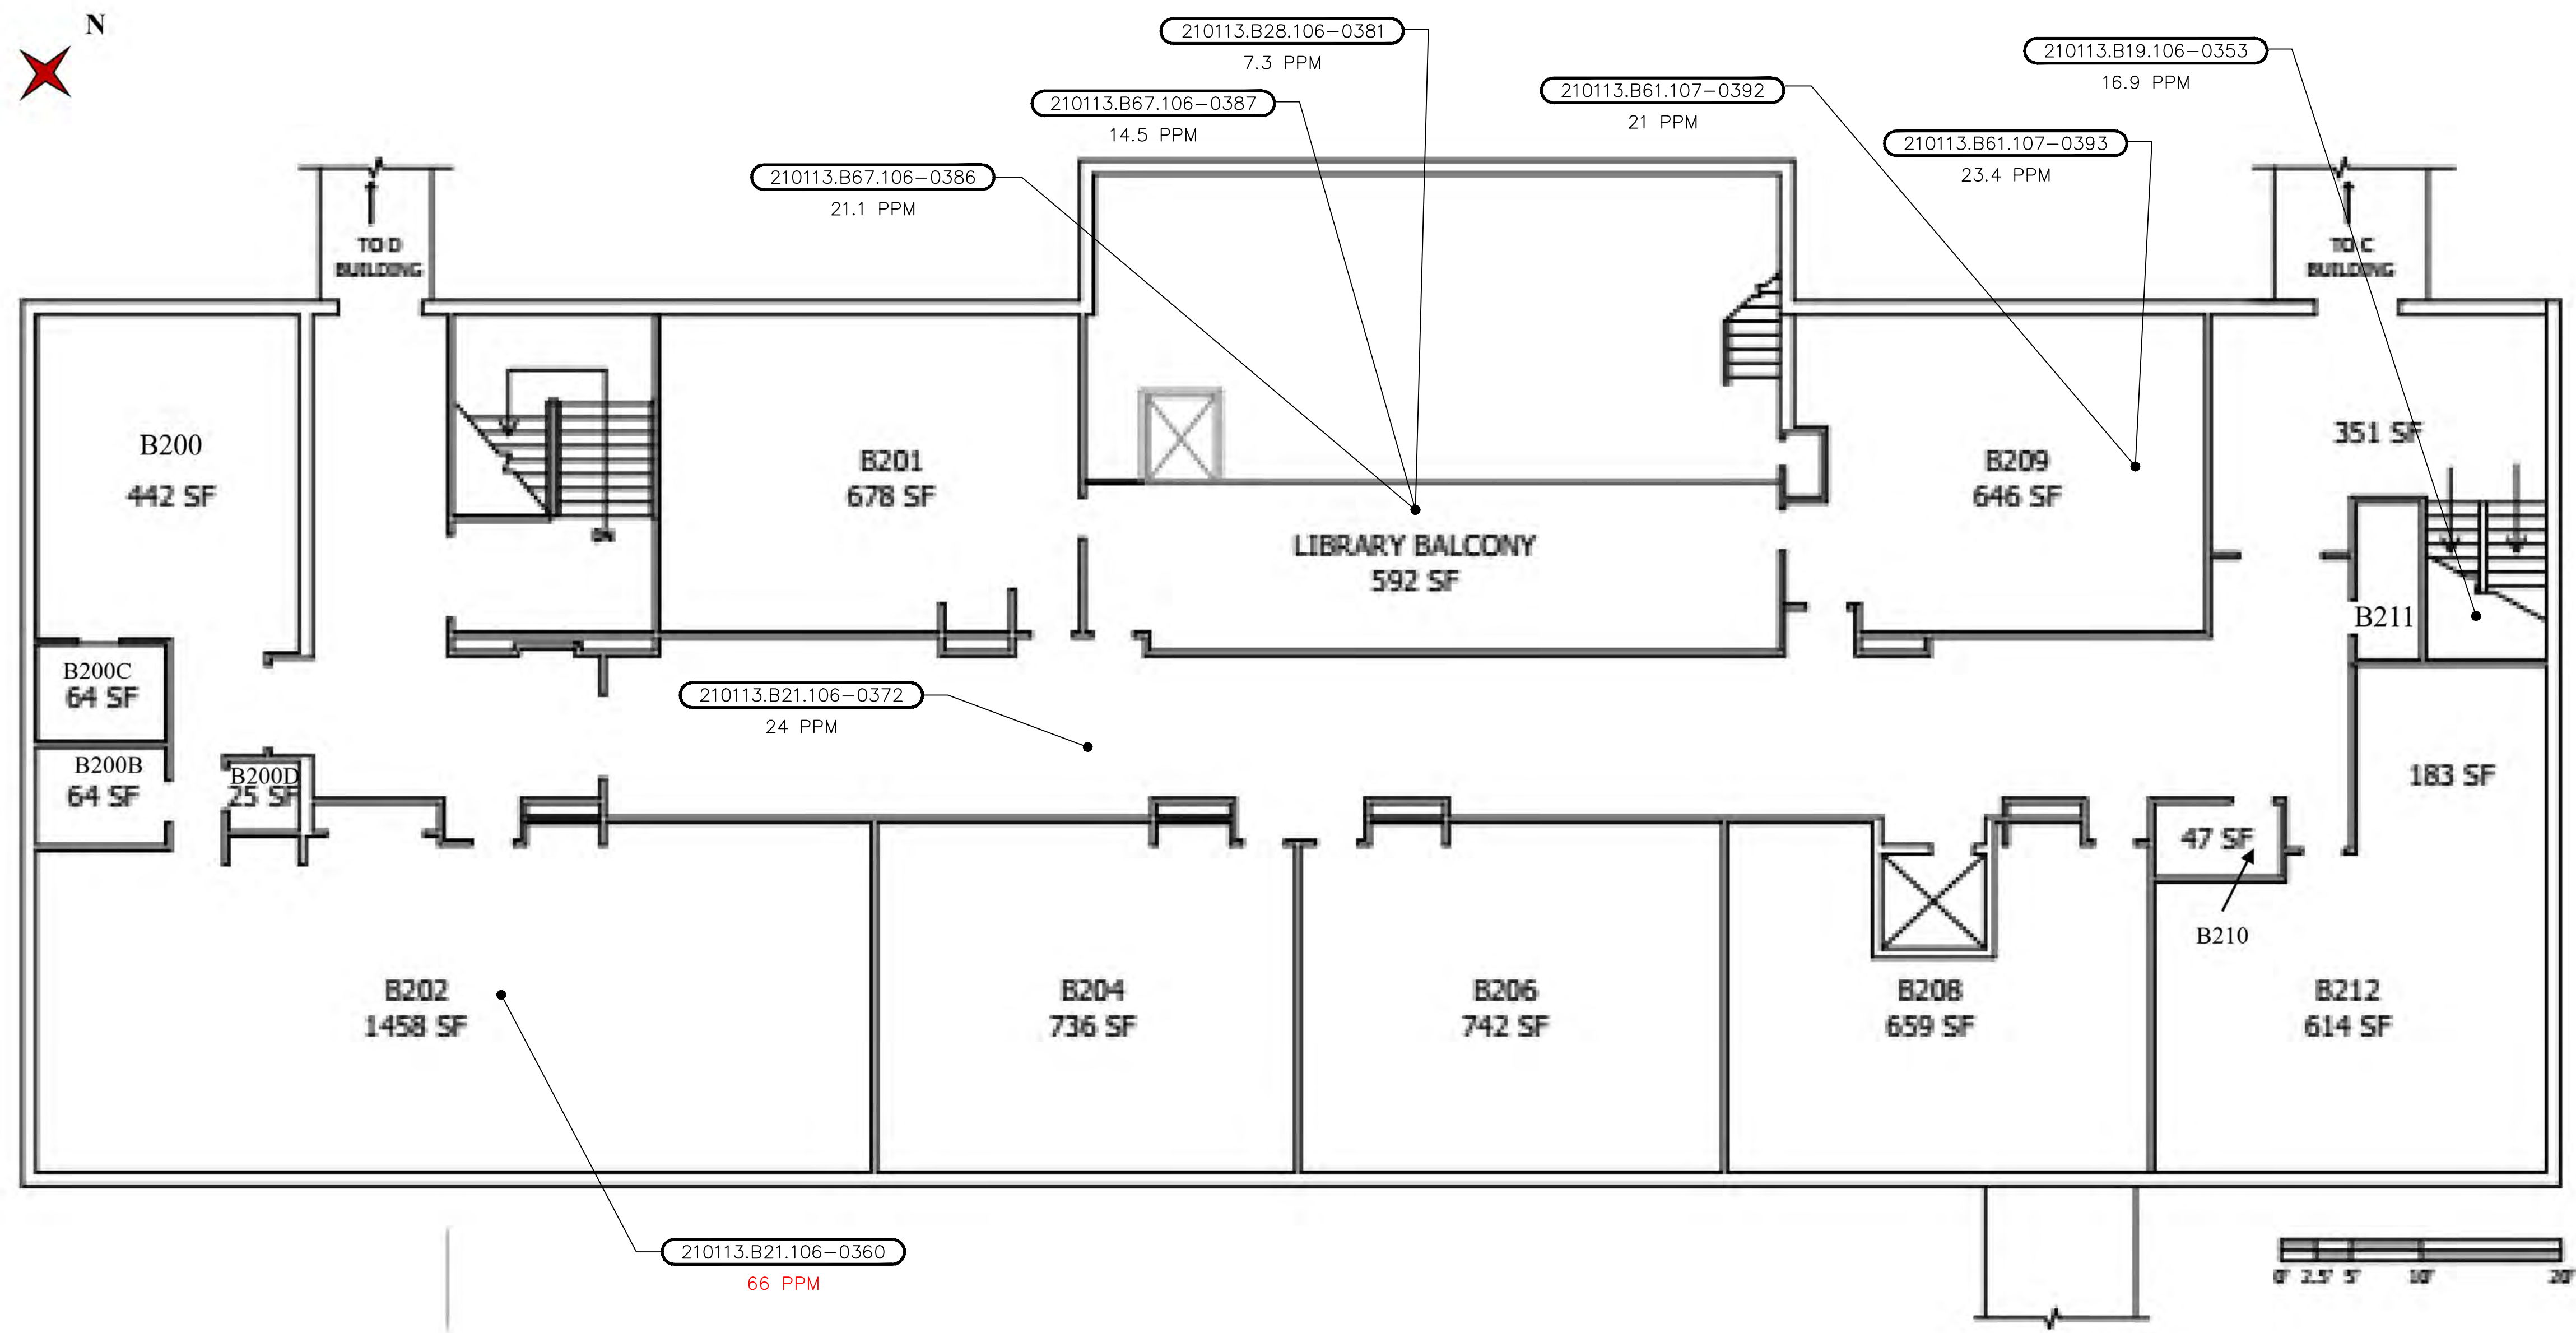 N
210113.B28.106-0381
7.3 PPM
210113.B19.106-0353
16.9 PPM
210113.B67.106-0387
14.5 PPM
210113.B61.107-0392
21 PPM
210113.B61.107-0393
23.4 PPM
210113.B67.106-0386
21.1 PPM
TO D
BUILDING
TO C
BUILDING
B200
442 SF
B201
678 SF
DN
LIBRARY BALCONY
592 SF
B209
646 SF
351 SF
B211
B200C
64 SF
210113.B21.106-0372
24 PPM
B200B
64 SF
B200D
25 SF
183 SF
47 SF
B210
B202
1458 SF
B204
736 SF
B206
742 SF
B208
659 SF
B212
614 SF
210113.B21.106-0360
66 PPM
0' 2.5' 5' 10' 20'